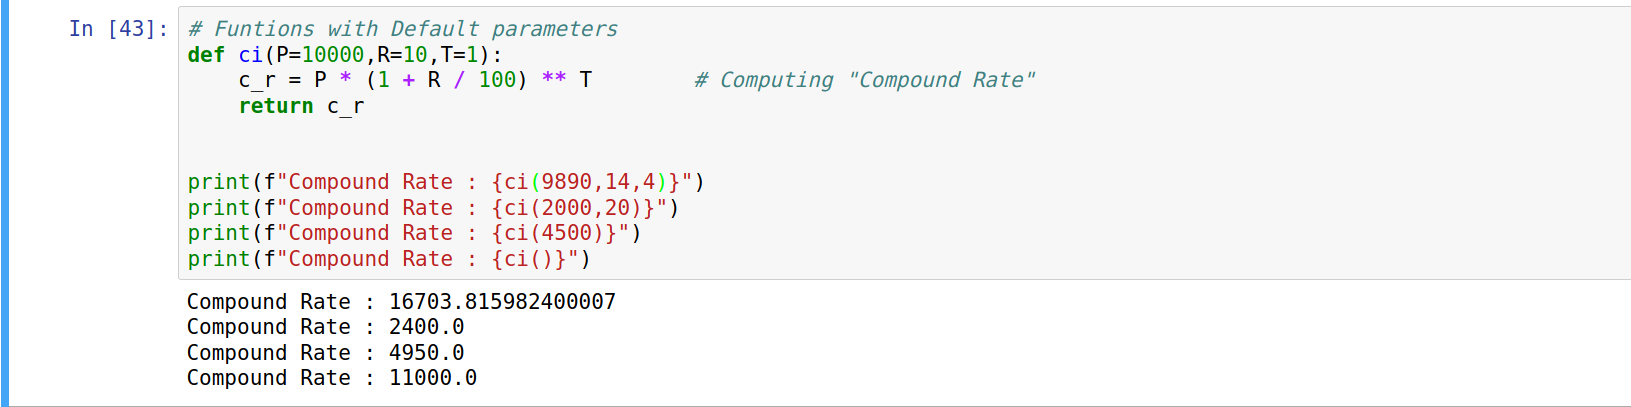 In [43]:
# Funtions with Default parameters
def ci(P=10000,R=10,T=1):
    c_r = P * (1 + R / 100) ** T        # Computing "Compound Rate"
    return c_r
print(f"Compound Rate : {ci(9890,14,4)}")
print(f"Compound Rate : {ci(2000,20)}")
print(f"Compound Rate : {ci(4500)}")
print(f"Compound Rate : {ci()}")
Compound Rate : 16703.815982400007
Compound Rate : 2400.0
Compound Rate : 4950.0
Compound Rate : 11000.0